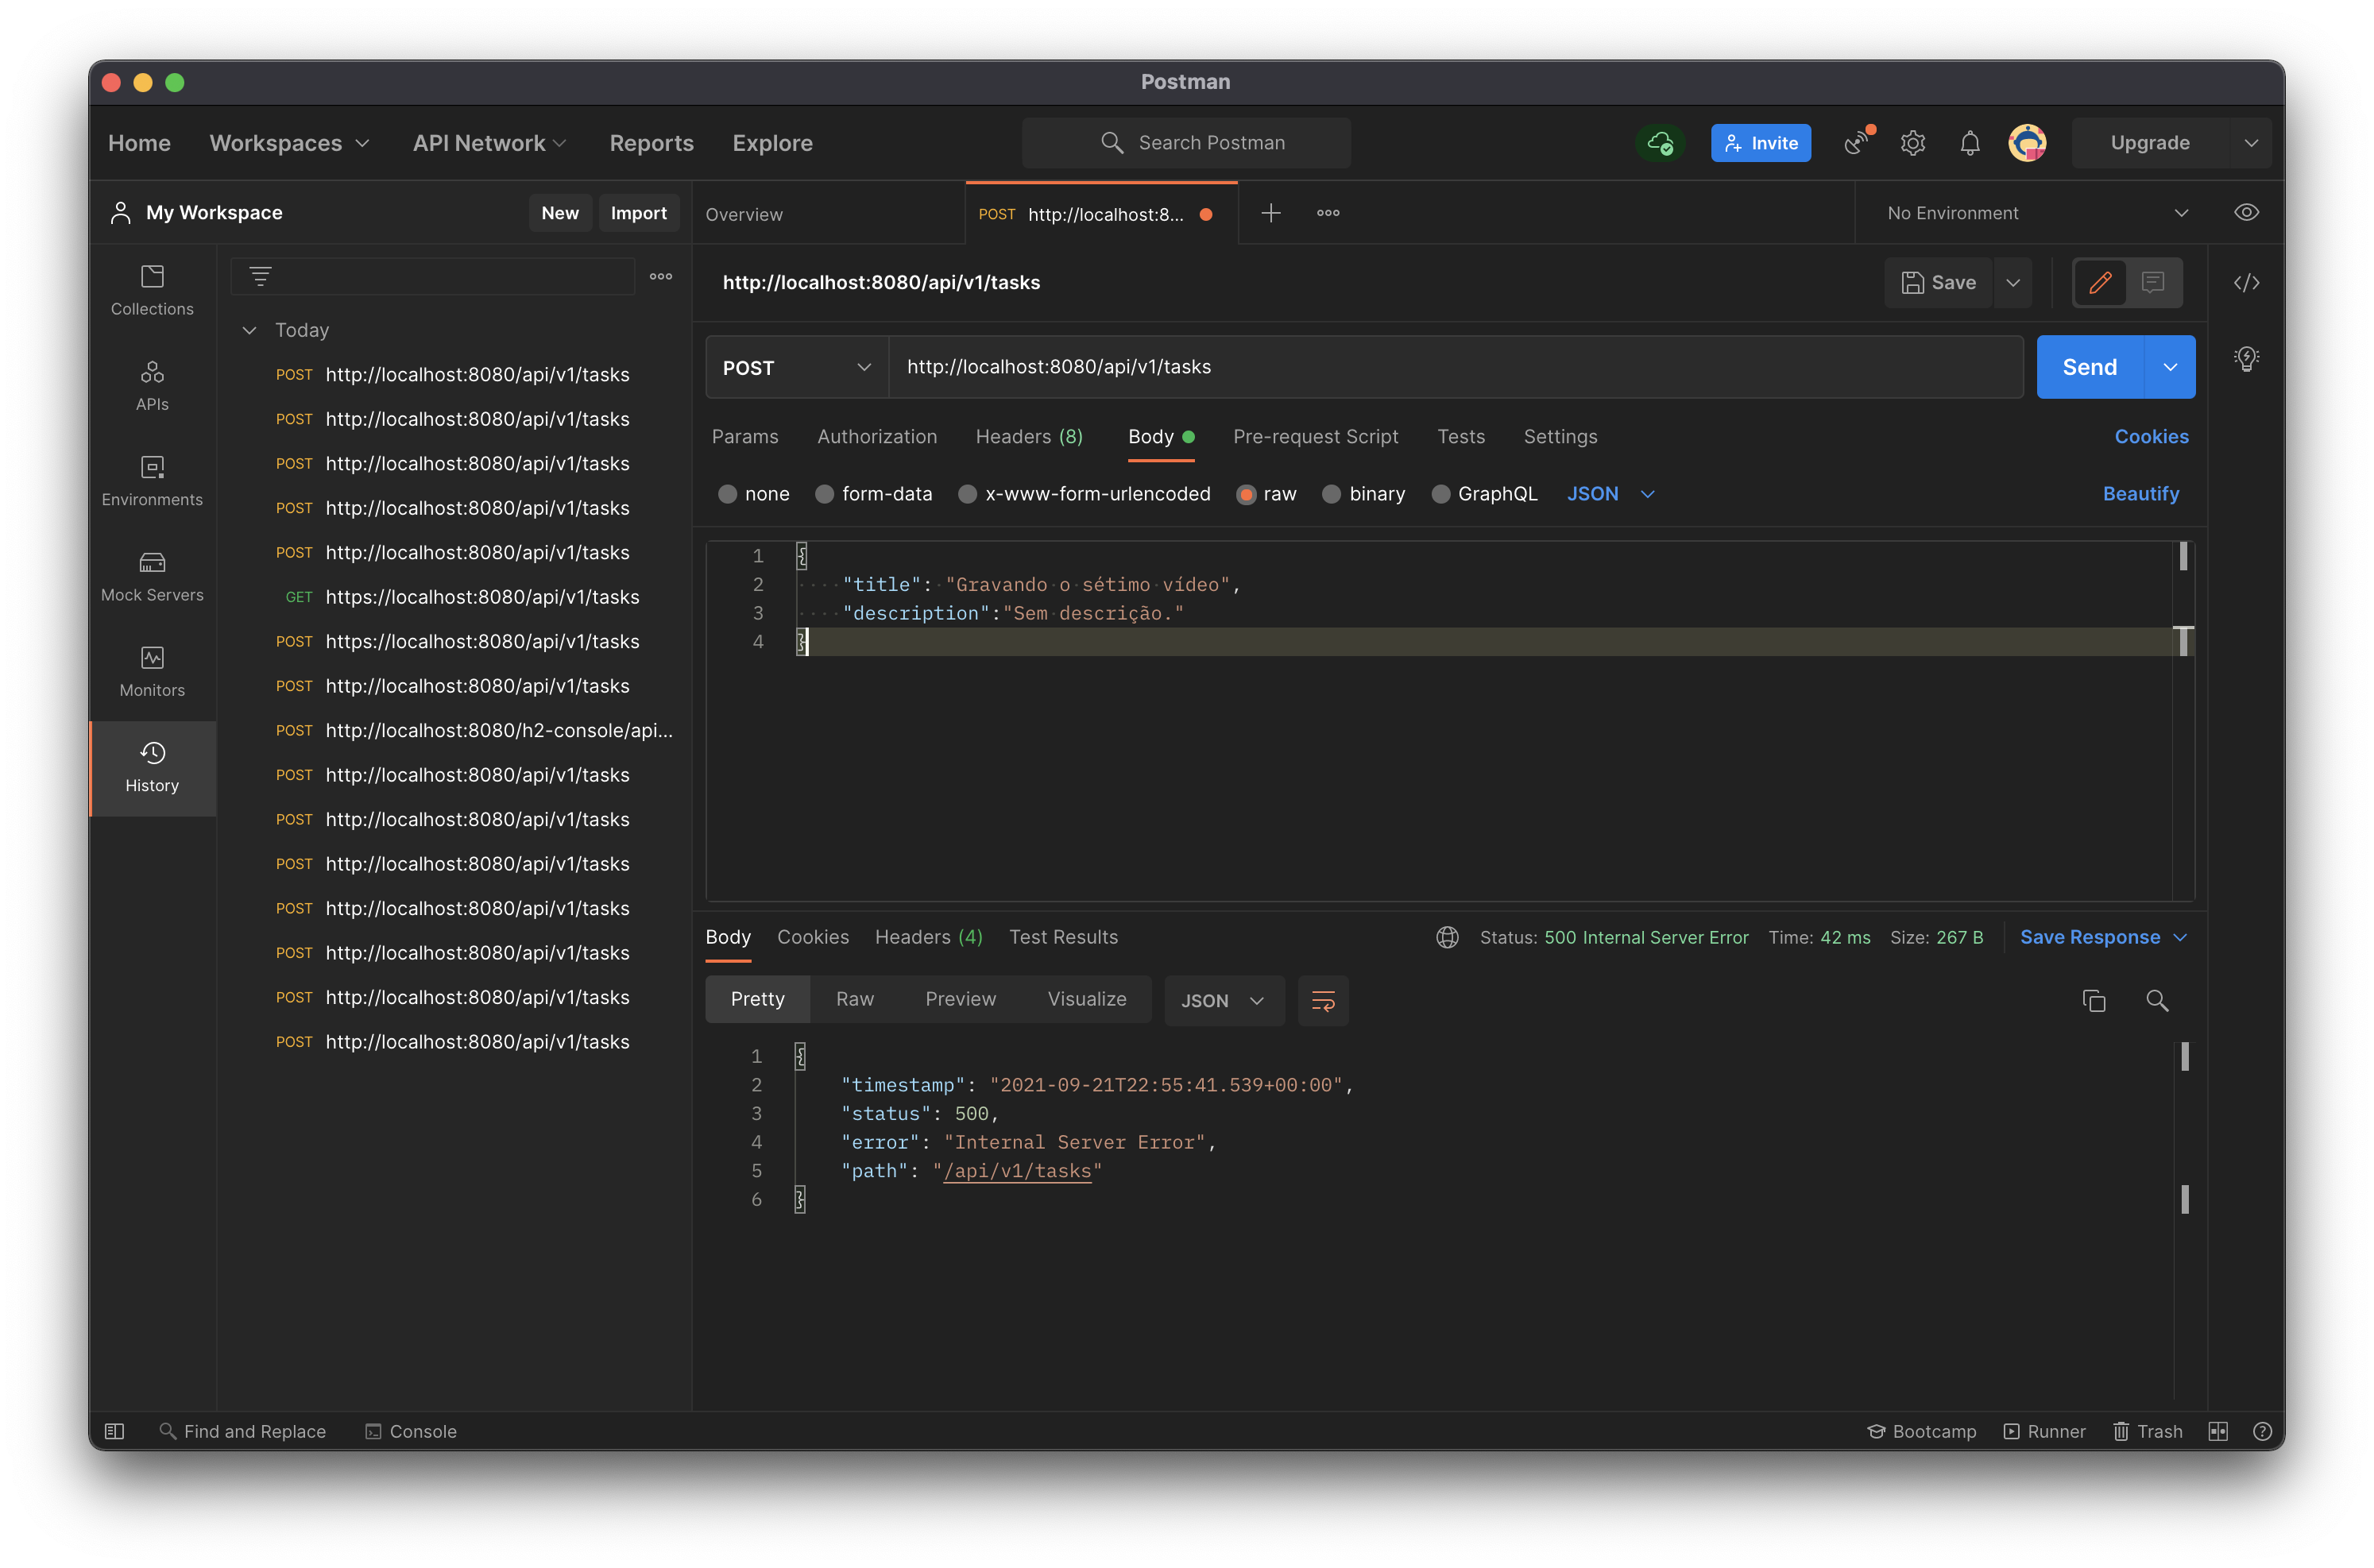 Postman
Home Workspaces API Network Reports Explore Search Postman Invite Upgrade
My Workspace New Import Overview POST http://localhost:8... No Environment
Collections
APIs
Environments
Mock Servers
Monitors
History
Today
POST http://localhost:8080/api/v1/tasks
POST http://localhost:8080/api/v1/tasks
POST http://localhost:8080/api/v1/tasks
POST http://localhost:8080/api/v1/tasks
POST http://localhost:8080/api/v1/tasks
GET https://localhost:8080/api/v1/tasks
POST https://localhost:8080/api/v1/tasks
POST http://localhost:8080/api/v1/tasks
POST http://localhost:8080/h2-console/api...
POST http://localhost:8080/api/v1/tasks
POST http://localhost:8080/api/v1/tasks
POST http://localhost:8080/api/v1/tasks
POST http://localhost:8080/api/v1/tasks
POST http://localhost:8080/api/v1/tasks
POST http://localhost:8080/api/v1/tasks
POST http://localhost:8080/api/v1/tasks
http://localhost:8080/api/v1/tasks Save
POST http://localhost:8080/api/v1/tasks Send
Params Authorization Headers (8) Body Pre-request Script Tests Settings Cookies
none form-data x-www-form-urlencoded raw binary GraphQL JSON Beautify
1 {
2 "title": "Gravando o sétimo vídeo",
3 "description":"Sem descrição."
4 }
Body Cookies Headers (4) Test Results Status: 500 Internal Server Error Time: 42 ms Size: 267 B Save Response
Pretty Raw Preview Visualize JSON
1 {
2 "timestamp": "2021-09-21T22:55:41.539+00:00",
3 "status": 500,
4 "error": "Internal Server Error",
5 "path": "/api/v1/tasks"
6 }
Find and Replace Console Bootcamp Runner Trash